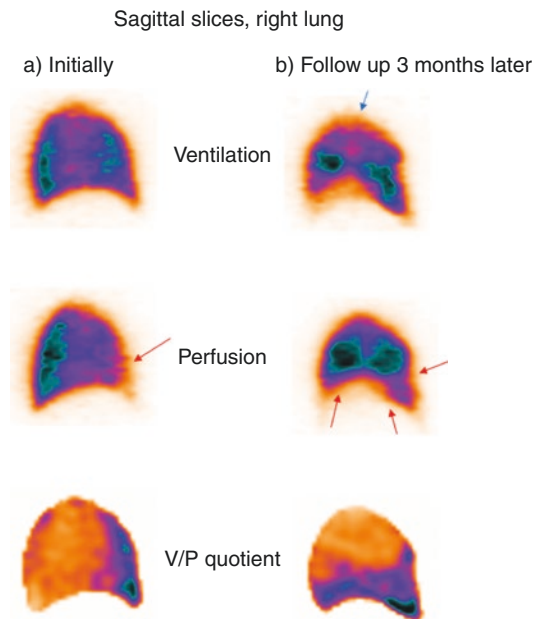 Sagittal slices, right lung
a) Initially
b) Follow up 3 months later
Ventilation
Perfusion
V/P quotient